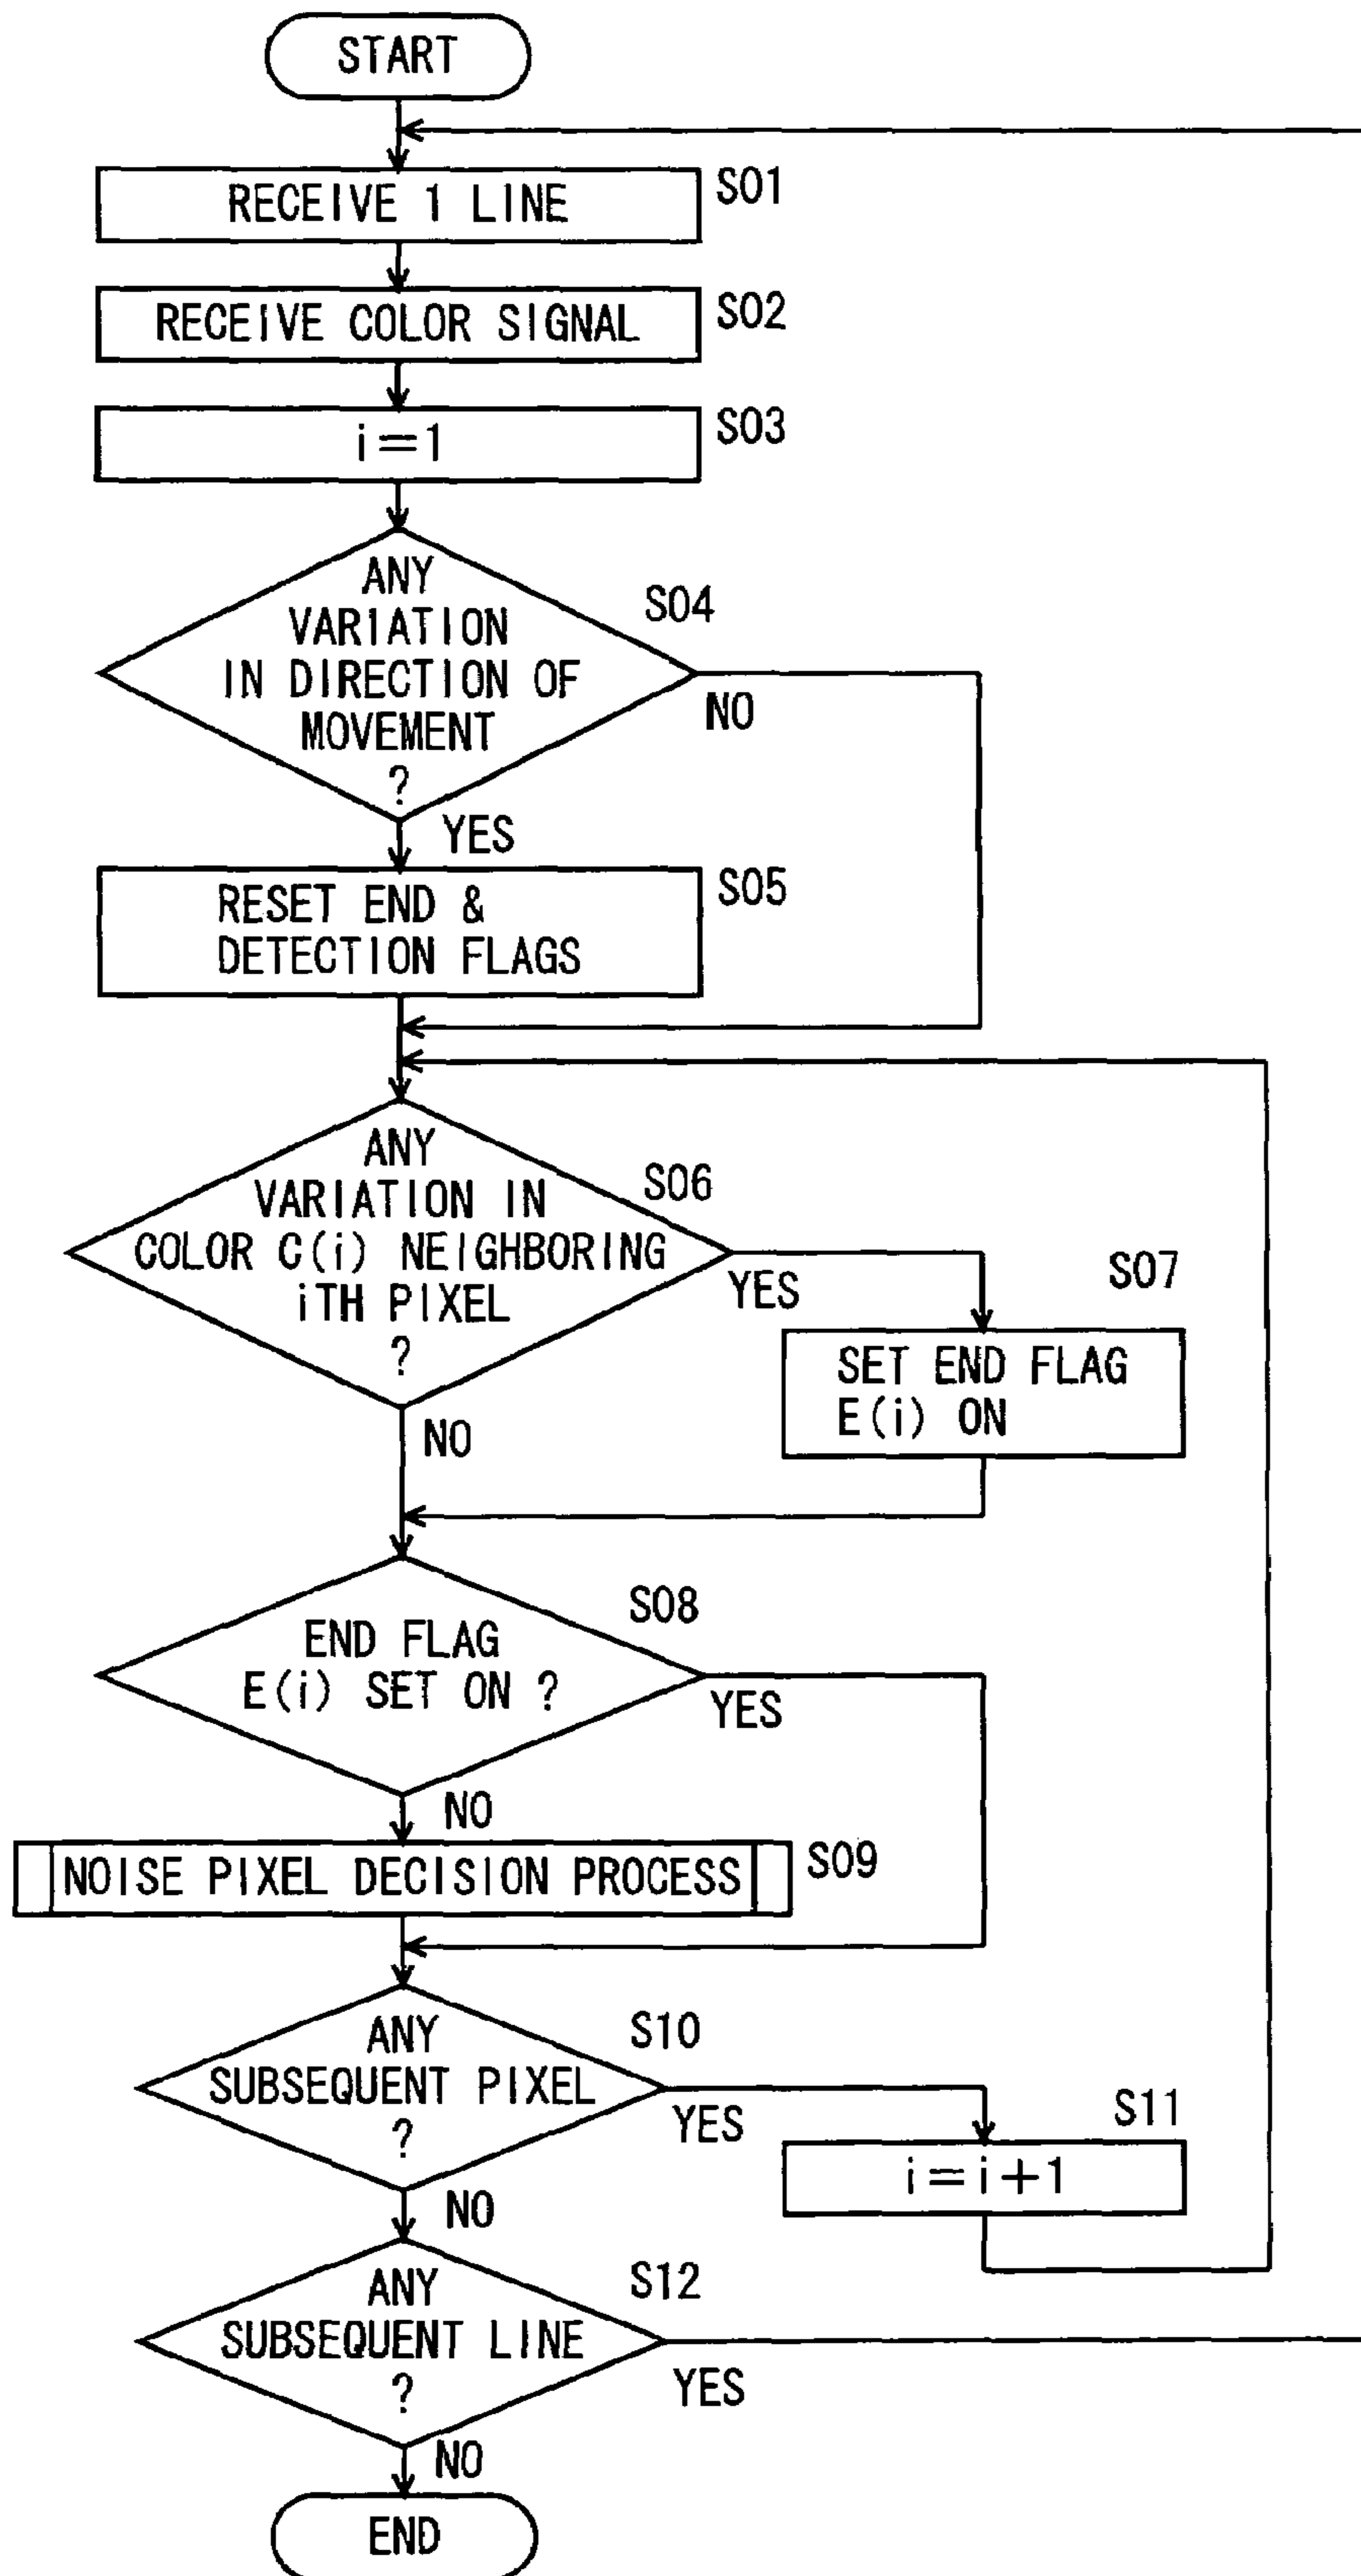 START
RECEIVE 1 LINE
S01
RECEIVE COLOR SIGNAL
S02
i=1
S03
ANY
VARIATION
IN DIRECTION OF
MOVEMENT
?
S04
NO
YES
RESET END &
DETECTION FLAGS
S05
ANY
VARIATION IN
COLOR C(i) NEIGHBORING
iTH PIXEL
?
S06
YES
S07
SET END FLAG
E(i) ON
NO
END FLAG
E(i) SET ON ?
S08
YES
NO
NOISE PIXEL DECISION PROCESS
S09
ANY
SUBSEQUENT PIXEL
?
S10
YES
S11
i=i+1
NO
ANY
SUBSEQUENT LINE
?
S12
YES
NO
END